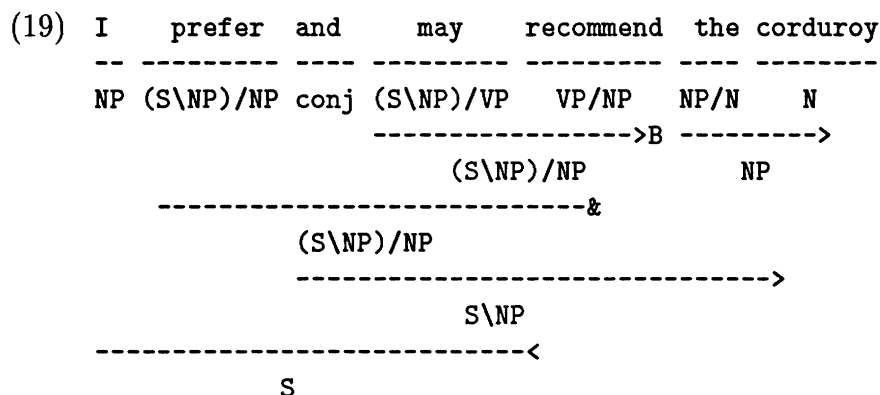 (19) I prefer and may recommend the corduroy
-- --------- ---- --------- --------- ---- --------
NP (S\NP)/NP conj (S\NP)/VP VP/NP NP/N N
----------------->B --------->
(S\NP)/NP NP
----------------------------&
(S\NP)/NP
------------------------------->
S\NP
----------------------------<
S